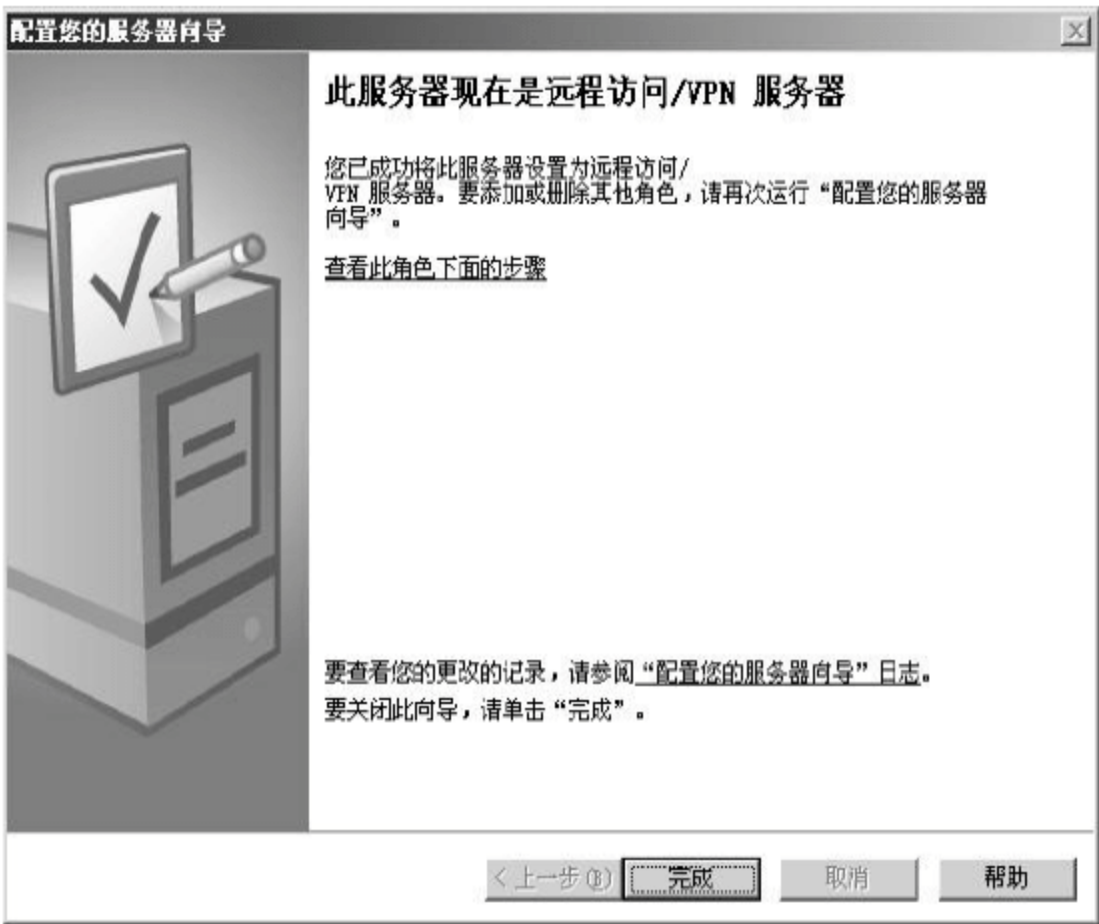 配置您的服务器向导
此服务器现在是远程访问/VPN 服务器
您已成功将此服务器设置为远程访问/
VPN 服务器。要添加或删除其他角色，请再次运行“配置您的服务器
向导”。
查看此角色下面的步骤
要查看您的更改的记录，请参阅“配置您的服务器向导”日志。
要关闭此向导，请单击“完成”。
< 上一步(B) 完成 取消 帮助